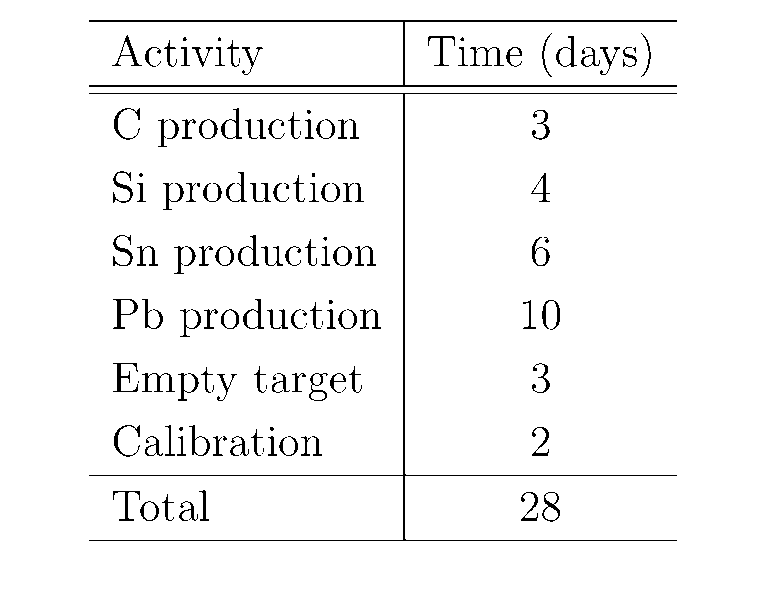 Activity Time (days)
C production 3
Si production 4
Sn production 6
Pb production 10
Empty target 3
Calibration 2
Total 28